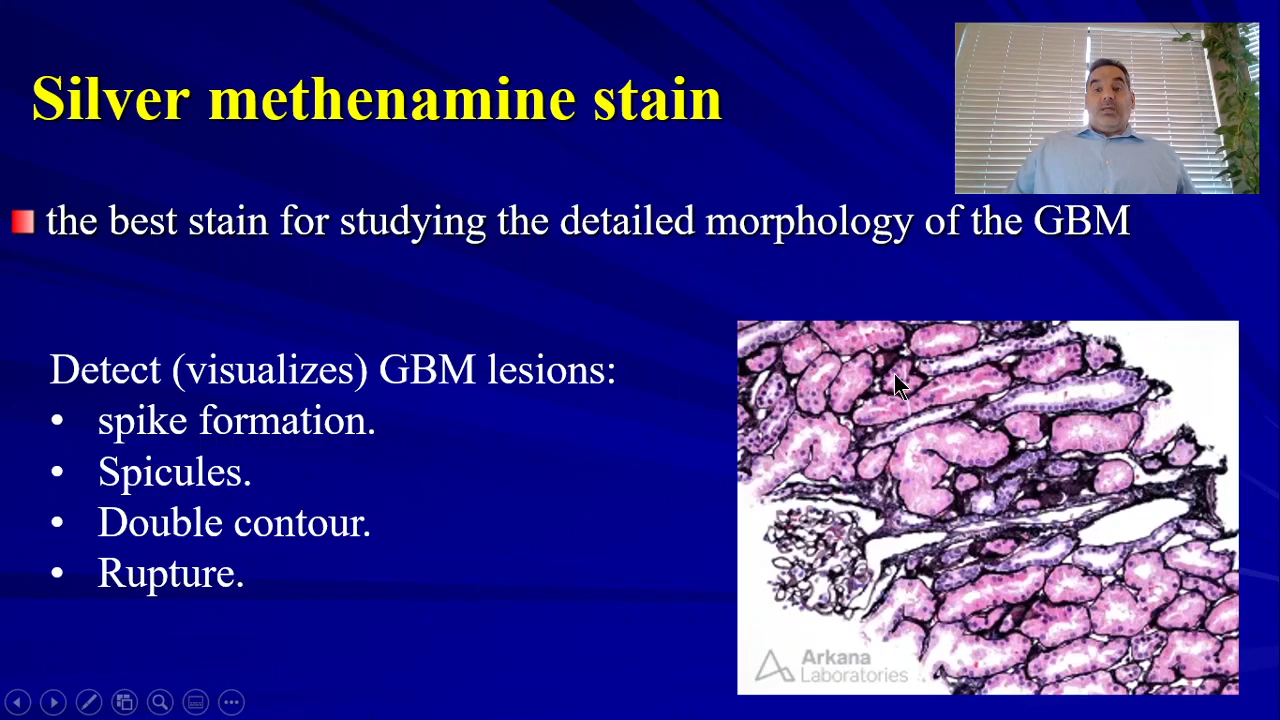 Silver methenamine stain
the best stain for studying the detailed morphology of the GBM
Detect (visualizes) GBM lesions:
• spike formation.
• Spicules.
• Double contour.
• Rupture.
Arkana
Laboratories